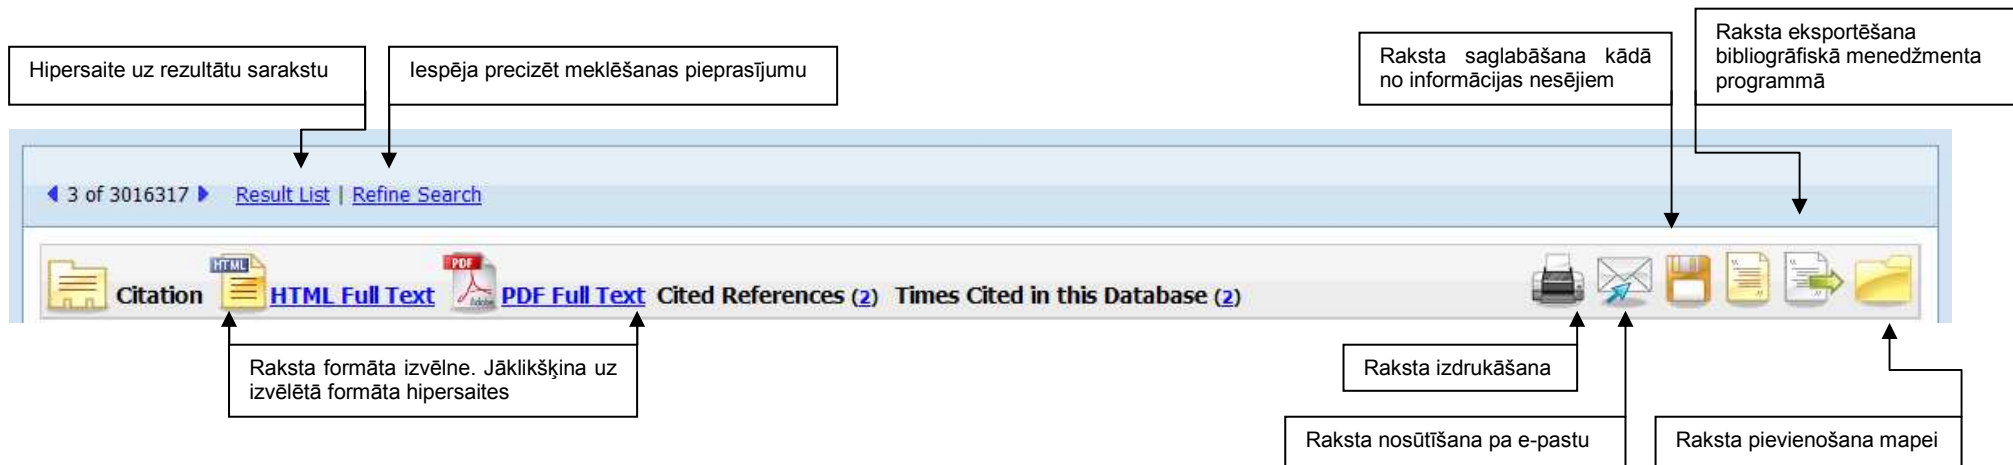 Hipersaite uz rezultātu sarakstu
Iespēja precizēt meklēšanas pieprasījumu
Raksta saglabāšana kādā
no informācijas nesējiem
Raksta eksportēšana
bibliogrāfiskā menedžmenta
programmā
3 of 3016317 Result List | Refine Search
Citation HTML HTML Full Text PDF Adobe PDF Full Text Cited References (2) Times Cited in this Database (2)
Raksta formāta izvēlne. Jāklikšķina uz
izvēlētā formāta hipersaites
Raksta izdrukāšana
Raksta nosūtīšana pa e-pastu
Raksta pievienošana mapei